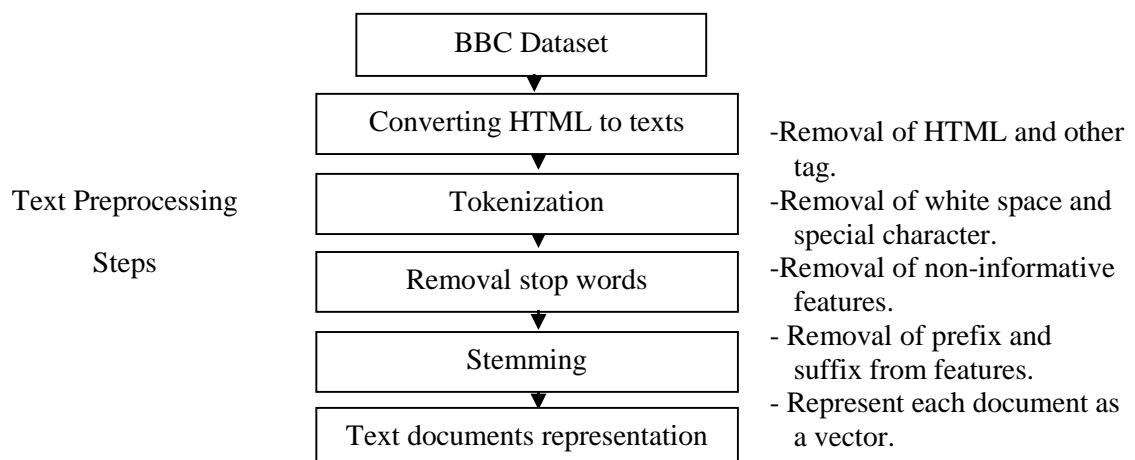 BBC Dataset
Converting HTML to texts
Tokenization
Removal stop words
Stemming
Text documents representation
Text Preprocessing
Steps
-Removal of HTML and other
tag.
-Removal of white space and
special character.
-Removal of non-informative
features.
- Removal of prefix and
suffix from features.
- Represent each document as
a vector.